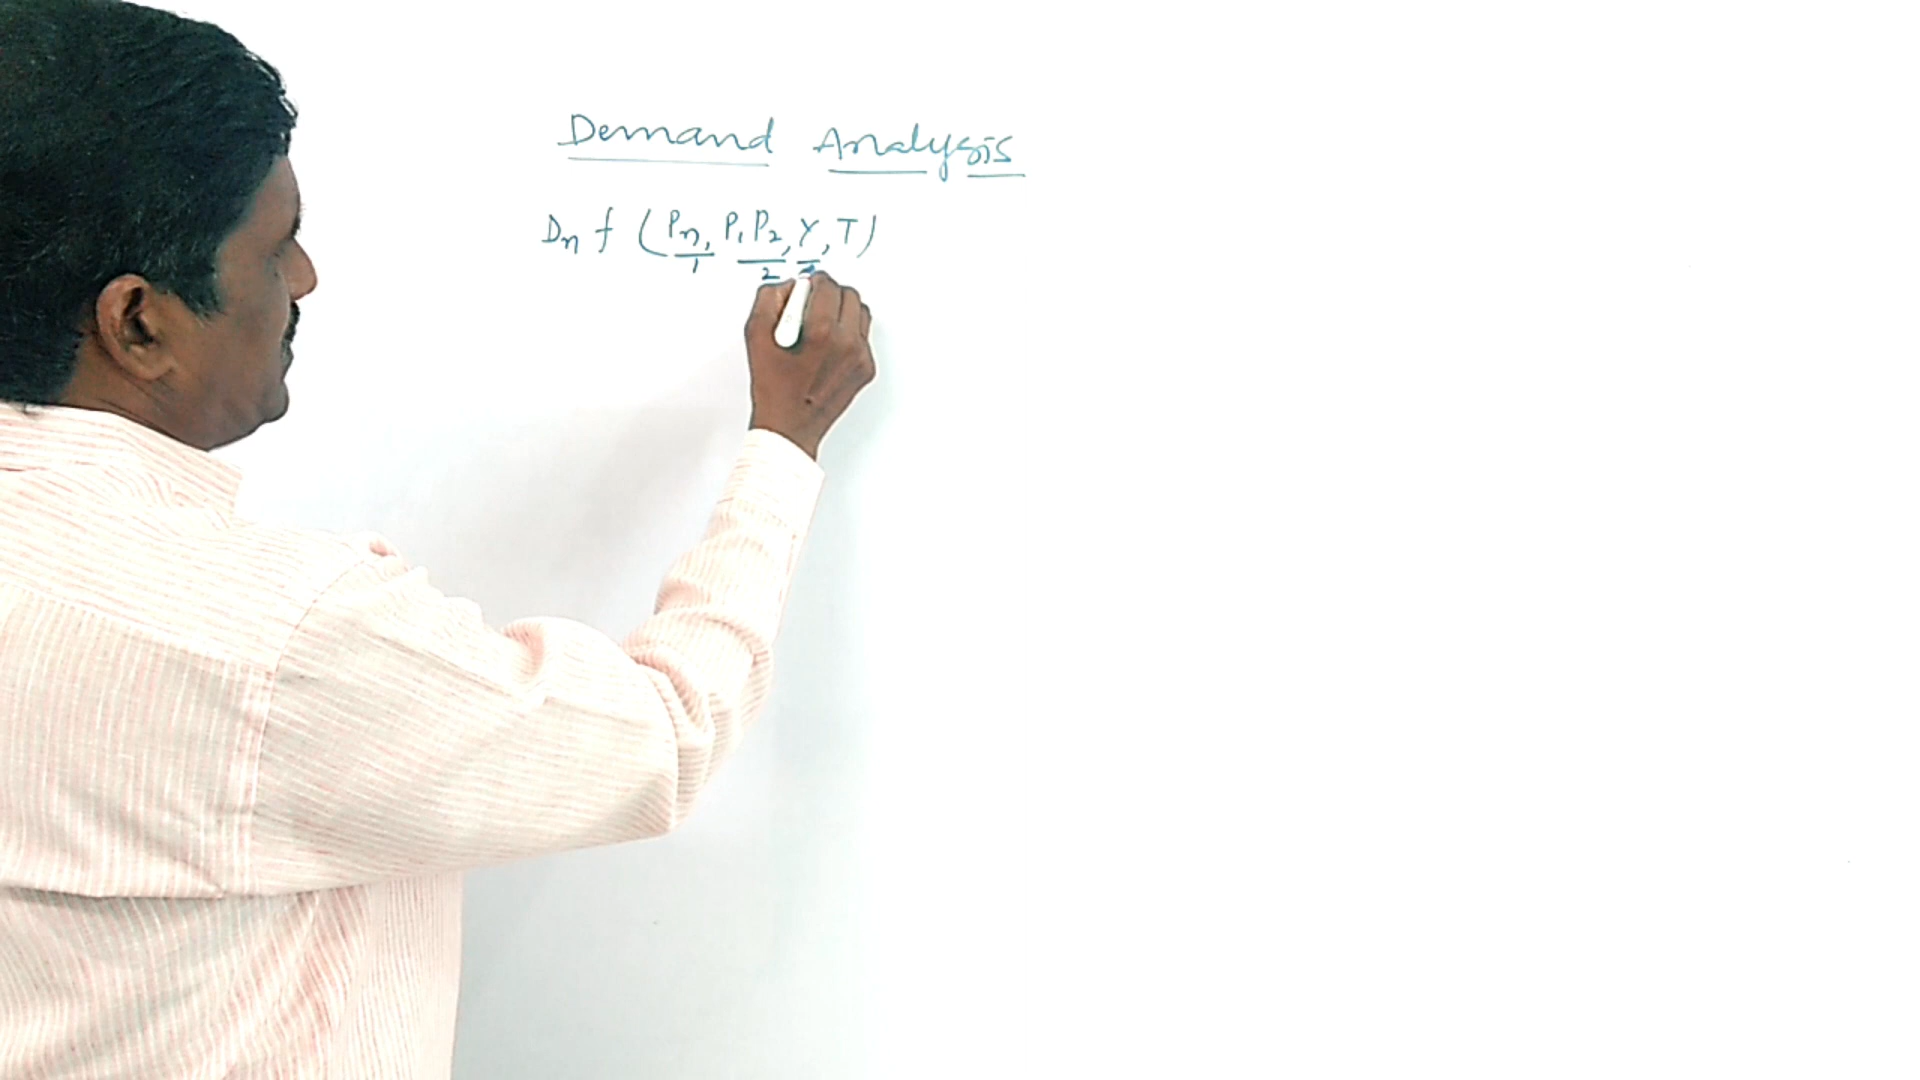 Demand Analysis
Dn f (Pn, P1 P2, Y, T)
1 2